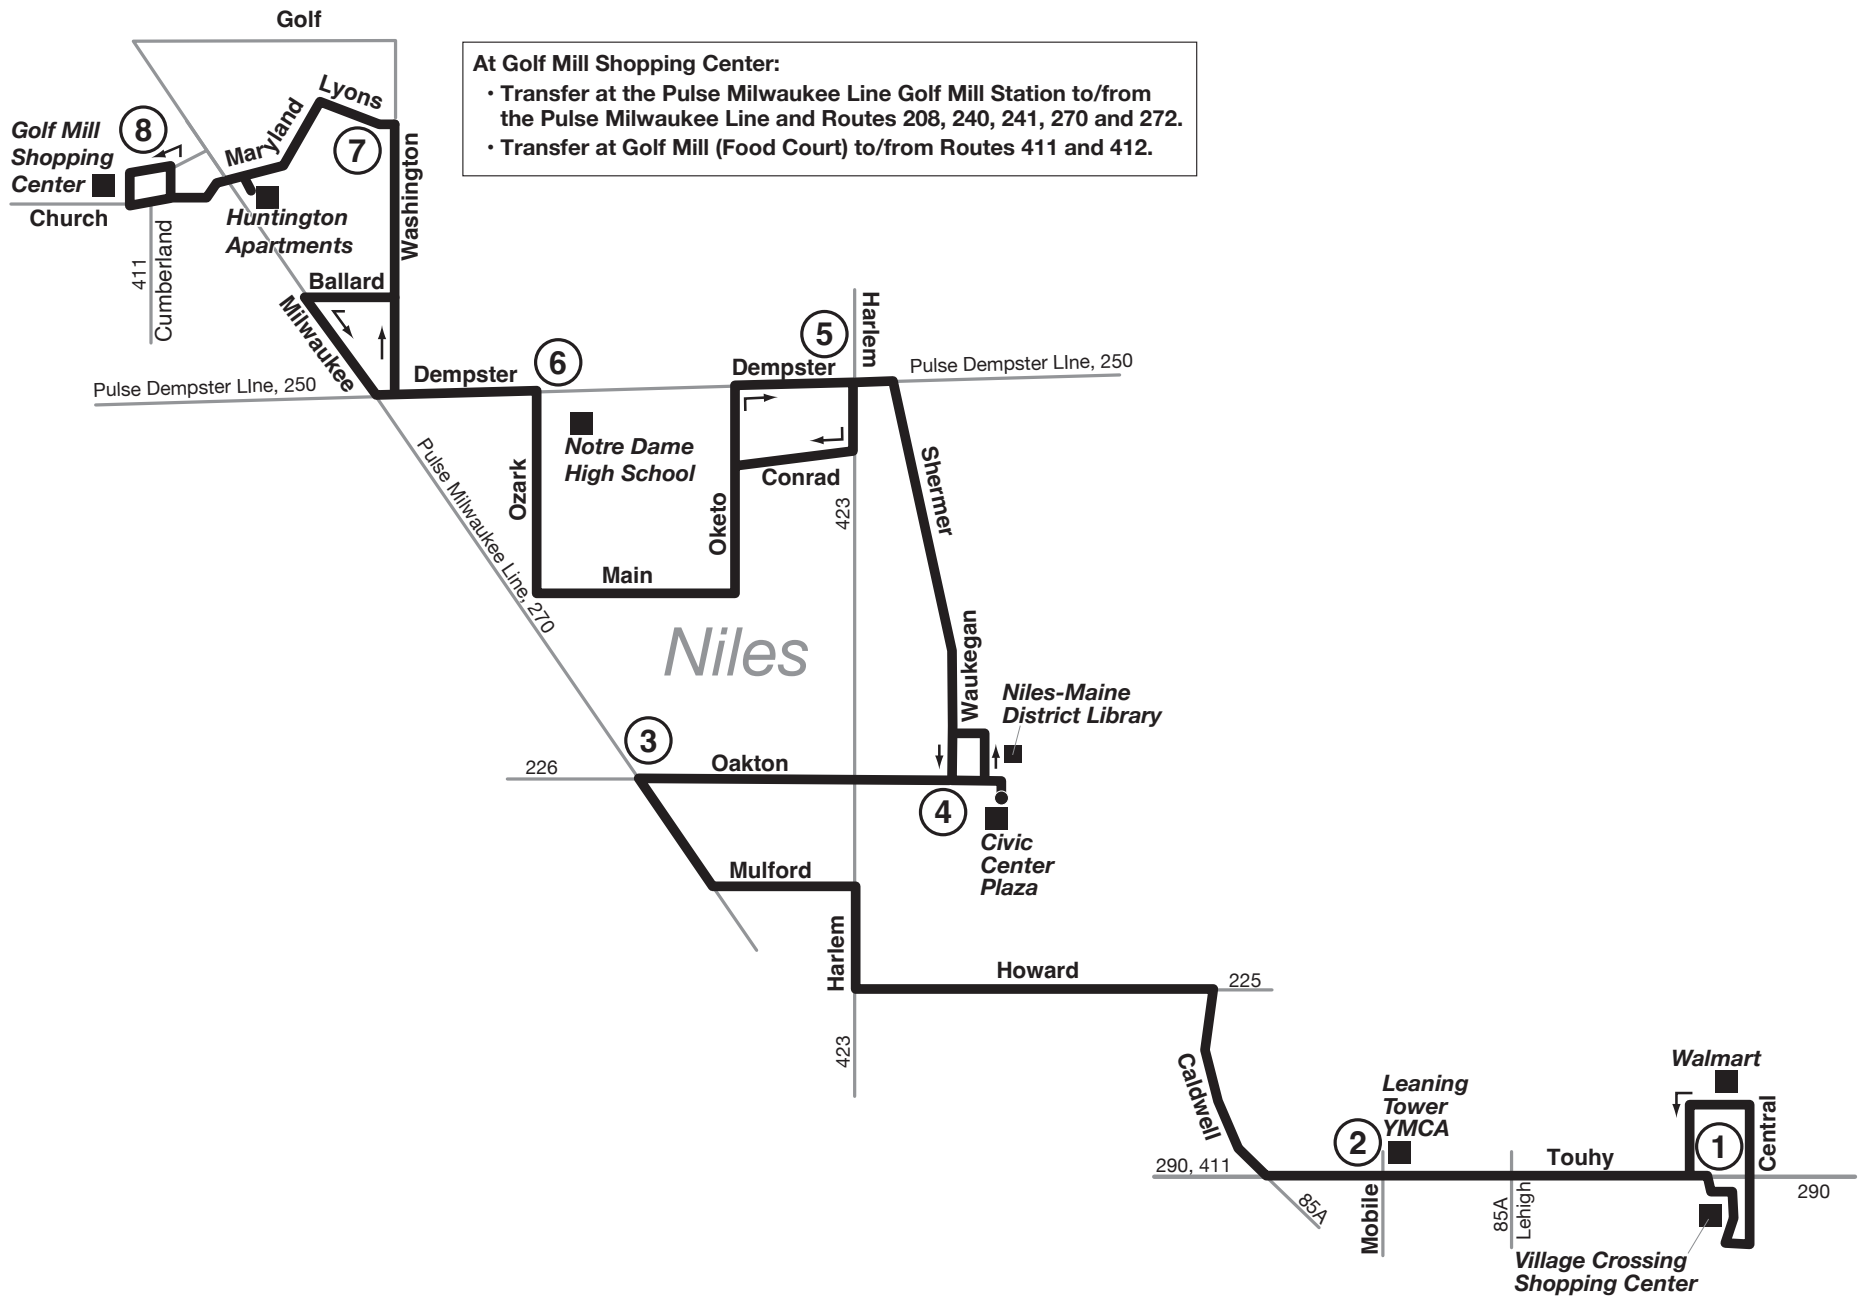 Golf
At Golf Mill Shopping Center:
· Transfer at the Pulse Milwaukee Line Golf Mill Station to/from
the Pulse Milwaukee Line and Routes 208, 240, 241, 270 and 272.
· Transfer at Golf Mill (Food Court) to/from Routes 411 and 412.
Lyons
Maryland
8
7
Golf Mill
Shopping
Center
Church
Washington
Huntington
Apartments
411
Cumberland
Ballard
Milwaukee
Harlem
5
6
Dempster
Dempster
Pulse Dempster LIne, 250
Pulse Dempster LIne, 250
Notre Dame
High School
Ozark
Oketo
Conrad
423
Shermer
Pulse Milwaukee Line, 270
Main
Niles
Waukegan
Niles-Maine
District Library
3
226
Oakton
4
Civic
Center
Plaza
Mulford
Harlem
Howard
225
423
Caldwell
Walmart
Leaning
Tower
YMCA
2
1
Central
Touhy
290, 411
290
85A
Mobile
85A
Lehigh
Village Crossing
Shopping Center